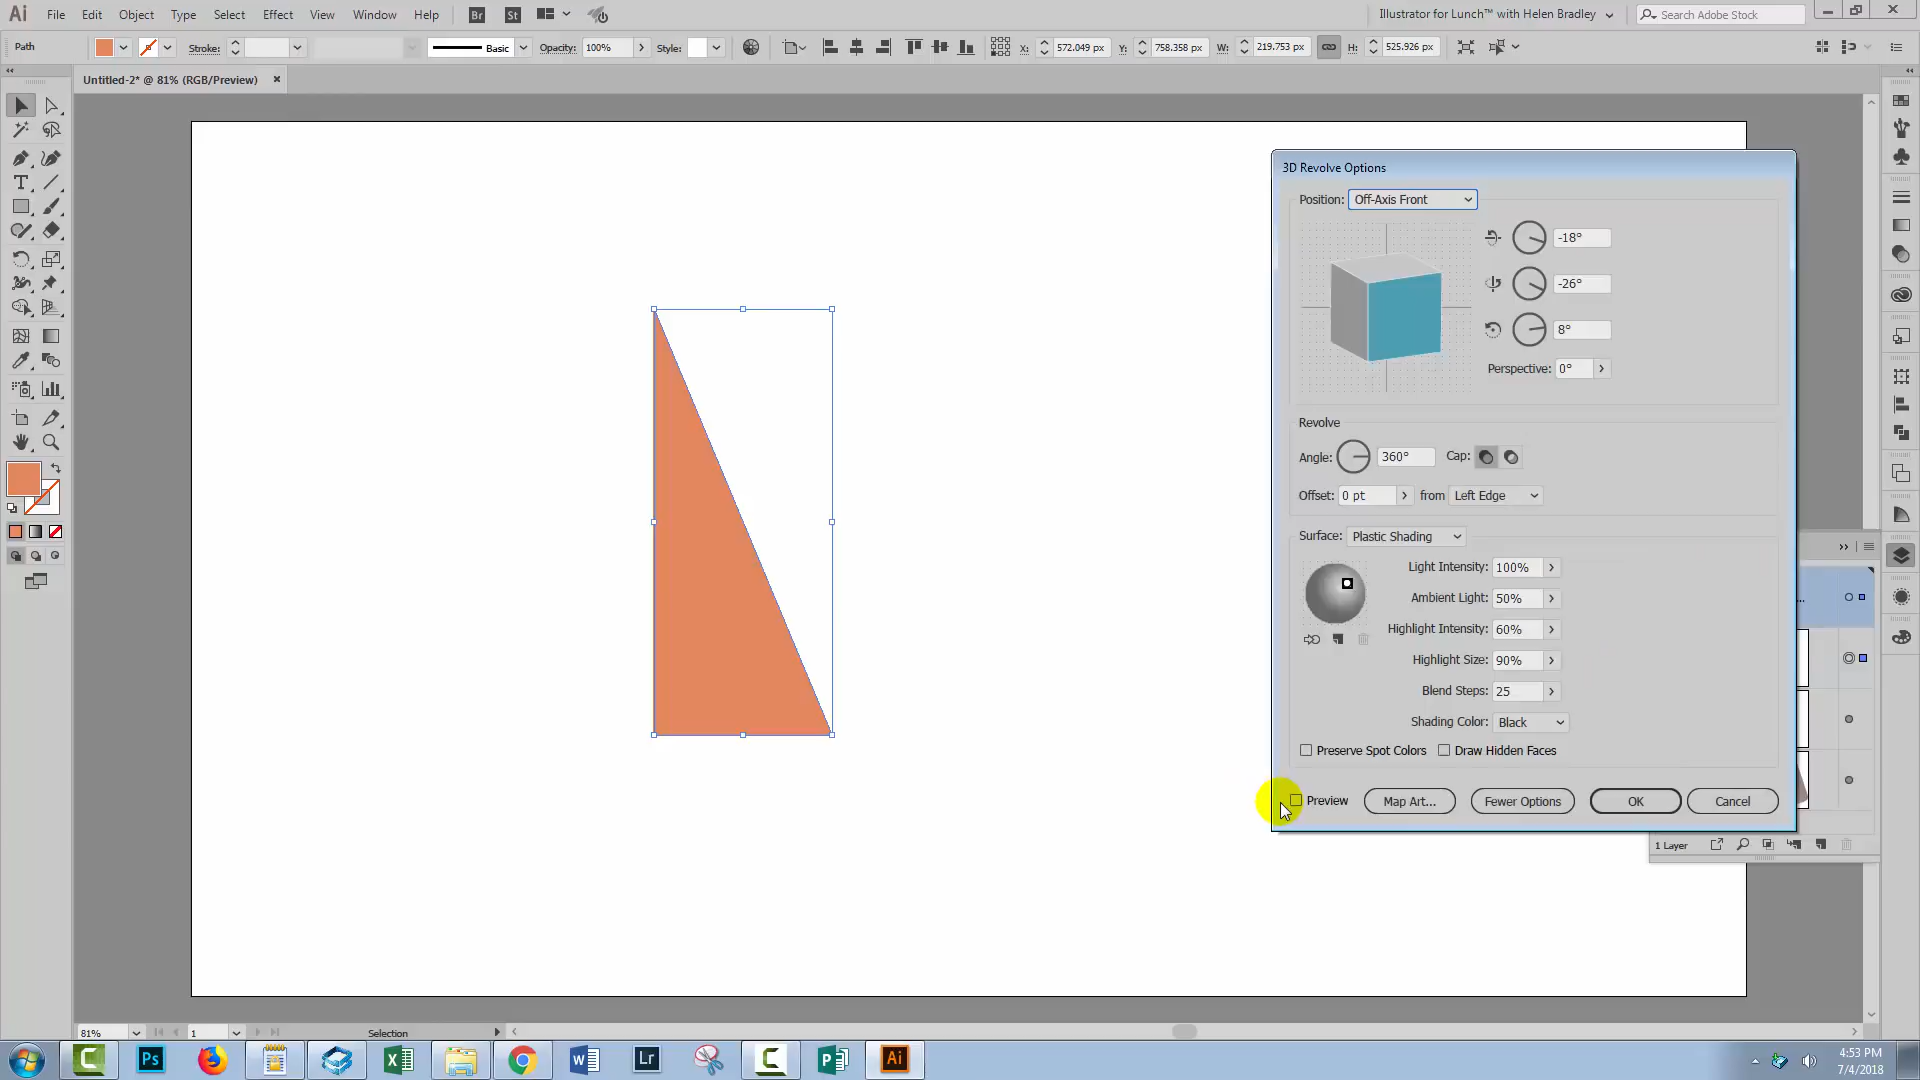 Ai File Edit Object Type Select Effect View Window Help Br St Illustrator for Lunch™ with Helen Bradley Search Adobe Stock
Path Stroke: Basic Opacity: 100% Style: X: 572.049 px Y: 758.358 px W: 219.753 px H: 525.926 px
Untitled-2* @ 81% (RGB/Preview)
3D Revolve Options
Position: Off-Axis Front
-18°
-26°
8°
Perspective: 0°
Revolve
Angle: 360° Cap:
Offset: 0 pt from Left Edge
Surface: Plastic Shading
Light Intensity: 100%
Ambient Light: 50%
Highlight Intensity: 60%
Highlight Size: 90%
Blend Steps: 25
Shading Color: Black
Preserve Spot Colors Draw Hidden Faces
Preview Map Art... Fewer Options OK Cancel
1 Layer
81% 1 Selection
C Ps X W Lr C P Ai
4:53 PM
7/4/2018